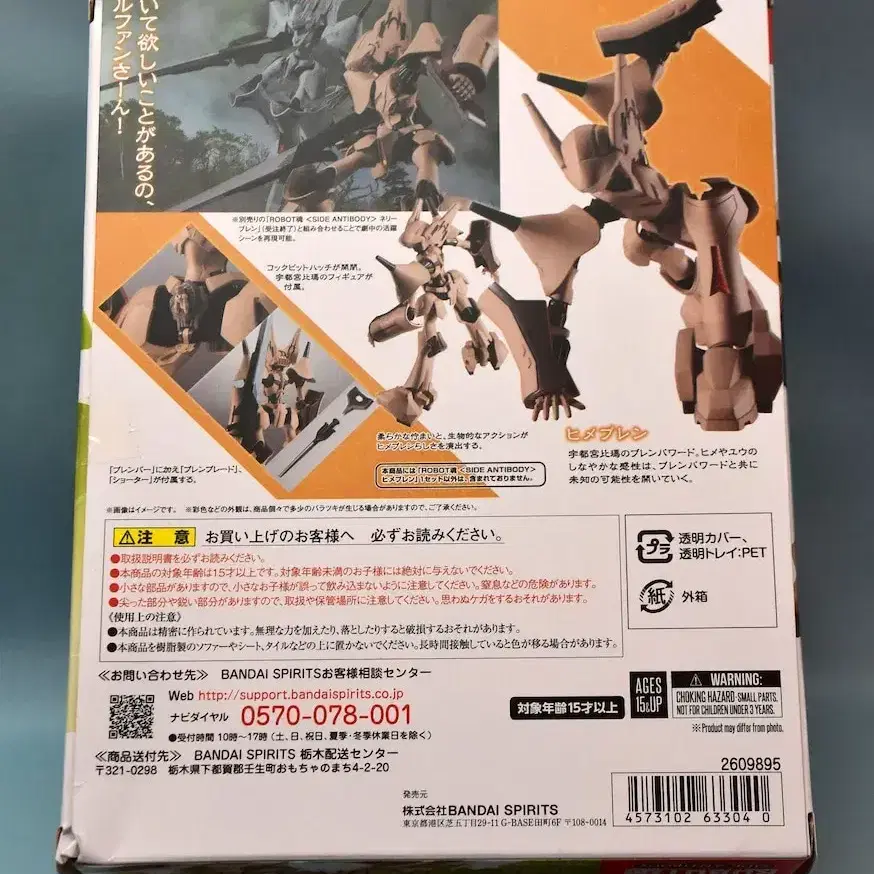 いて欲しいことがあるの、
ルファンさーん！
※別売りの「ROBOT魂 <SIDE ANTIBODY> ネリー
ブレン」(受注終了)と組み合わせることで劇中の活躍
シーンを再現可能。
コックピットハッチが開閉。
宇都宮比瑪のフィギュアが
付属。
柔らかな佇まいと、生物的なアクションが
ヒメブレンらしさを演出する。
本商品には「ROBOT魂 <SIDE ANTIBODY>
ヒメブレン」1セット以外は、含まれておりません。
ヒメブレン
宇都宮比瑪のブレンパワード。ヒメやユウの
しなやかな感性は、ブレンパワードと共に
未知の可能性を開いていく。
「ブレンバー」に加え「ブレンブレード」、
「ショーター」が付属する。
※画像はイメージです。 ※彩色などの外観は、商品個々で多少のバラツキが生じる場合がありますので、ご了承ください。
注意 お買い上げのお客様へ 必ずお読みください。
●取扱説明書を必ずお読みください。
●本商品の対象年齢は15才以上です。対象年齢未満のお子様には絶対に与えないでください。
●小さな部品がありますので、小さなお子様が誤って飲み込まないように注意してください。窒息などの危険があります。
●尖った部分や鋭い部分がありますので、取扱や保管場所に注意してください。思わぬケガをするおそれがあります。
《使用上の注意》
●本商品は精密に作られています。無理な力を加えたり、落としたりすると破損するおそれがあります。
●本商品を樹脂製のソファーやシート、タイルなどの上に置かないでください。長時間接触していると色が移る場合があります。
プラ 透明カバー、
透明トレイ:PET
紙 外箱
≪お問い合わせ先≫ BANDAI SPIRITSお客様相談センター
Web http://support.bandaispirits.co.jp
ナビダイヤル 0570-078-001
●受付時間 10時～17時 (土、日、祝日、夏季・冬季休業日を除く)
≪商品送付先≫ BANDAI SPIRITS 栃木配送センター
〒321-0298 栃木県下都賀郡壬生町おもちゃのまち4-2-20
対象年齢15才以上
AGES
15&UP
WARNING:
CHOKING HAZARD-SMALL PARTS.
NOT FOR CHILDREN UNDER 3 YEARS.
※Product may differ from photo.
2609895
発売元
株式会社BANDAI SPIRITS
東京都港区芝五丁目29-11 G-BASE田町6F 〒108-0014
4573102 633040